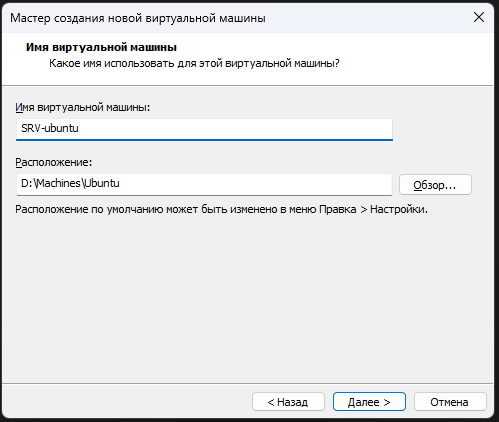 Мастер создания новой виртуальной машины
Имя виртуальной машины
Какое имя использовать для этой виртуальной машины?
Имя виртуальной машины:
SRV-ubuntu
Расположение:
D:\Machines\Ubuntu
Обзор...
Расположение по умолчанию может быть изменено в меню Правка > Настройки.
< Назад
Далее >
Отмена